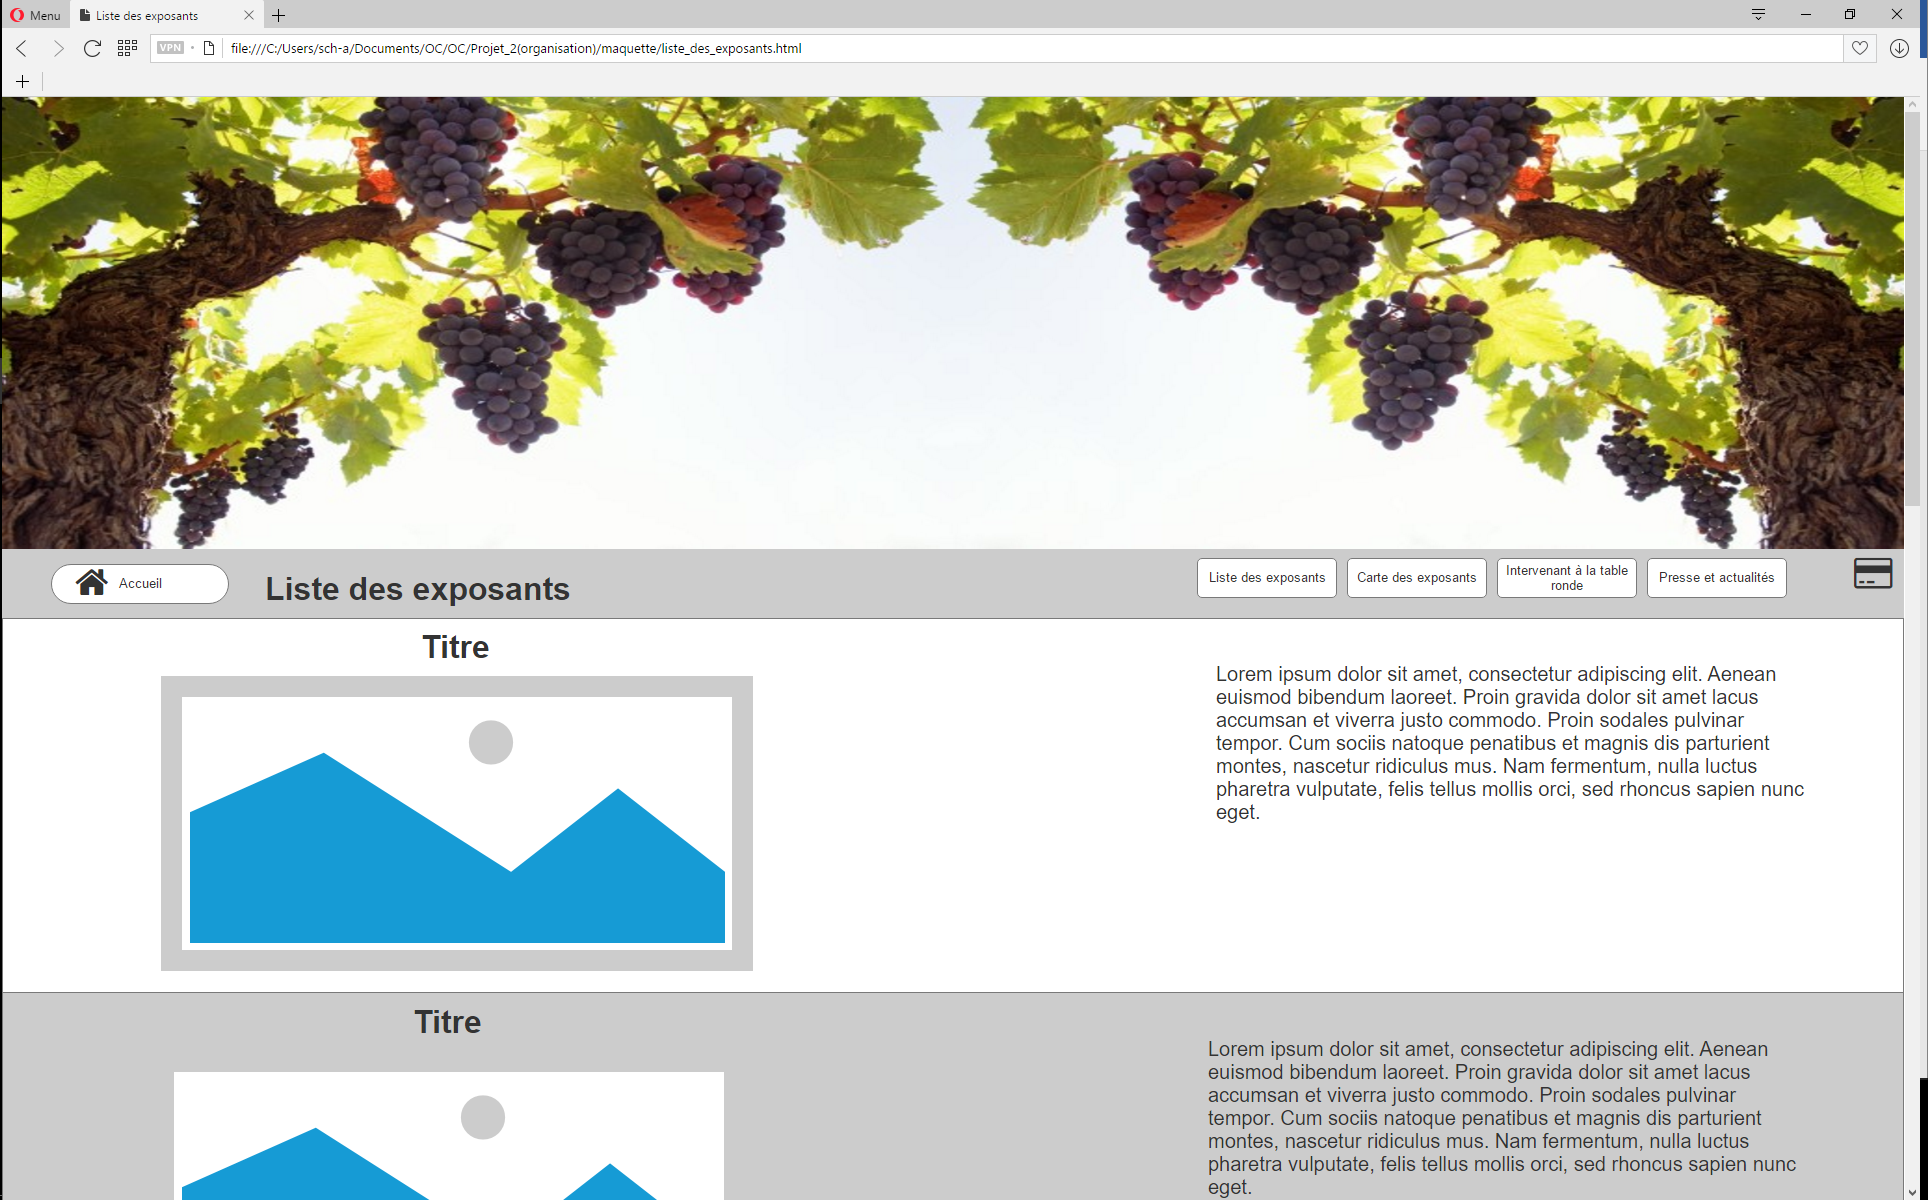 Menu
Liste des exposants
VPN
file:///C:/Users/sch-a/Documents/OC/OC/Projet_2(organisation)/maquette/liste_des_exposants.html
Accueil
Liste des exposants
Liste des exposants
Carte des exposants
Intervenant à la table
ronde
Presse et actualités
Titre
Lorem ipsum dolor sit amet, consectetur adipiscing elit. Aenean
euismod bibendum laoreet. Proin gravida dolor sit amet lacus
accumsan et viverra justo commodo. Proin sodales pulvinar
tempor. Cum sociis natoque penatibus et magnis dis parturient
montes, nascetur ridiculus mus. Nam fermentum, nulla luctus
pharetra vulputate, felis tellus mollis orci, sed rhoncus sapien nunc
eget.
Titre
Lorem ipsum dolor sit amet, consectetur adipiscing elit. Aenean
euismod bibendum laoreet. Proin gravida dolor sit amet lacus
accumsan et viverra justo commodo. Proin sodales pulvinar
tempor. Cum sociis natoque penatibus et magnis dis parturient
montes, nascetur ridiculus mus. Nam fermentum, nulla luctus
pharetra vulputate, felis tellus mollis orci, sed rhoncus sapien nunc
eget.